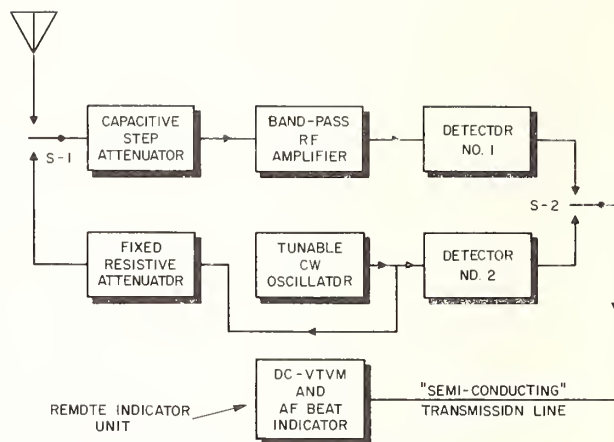 CAPACITIVE
STEP
ATTENUATOR
BAND-PASS
RF
AMPLIFIER
DETECTOR
NO. 1
S-1
S-2
FIXED
RESISTIVE
ATTENUATOR
TUNABLE
CW
OSCILLATOR
DETECTOR
NO. 2
DC-VTVM
AND
AF BEAT
INDICATOR
"SEMI-CONDUCTING"
TRANSMISSION LINE
REMOTE INDICATOR
UNIT